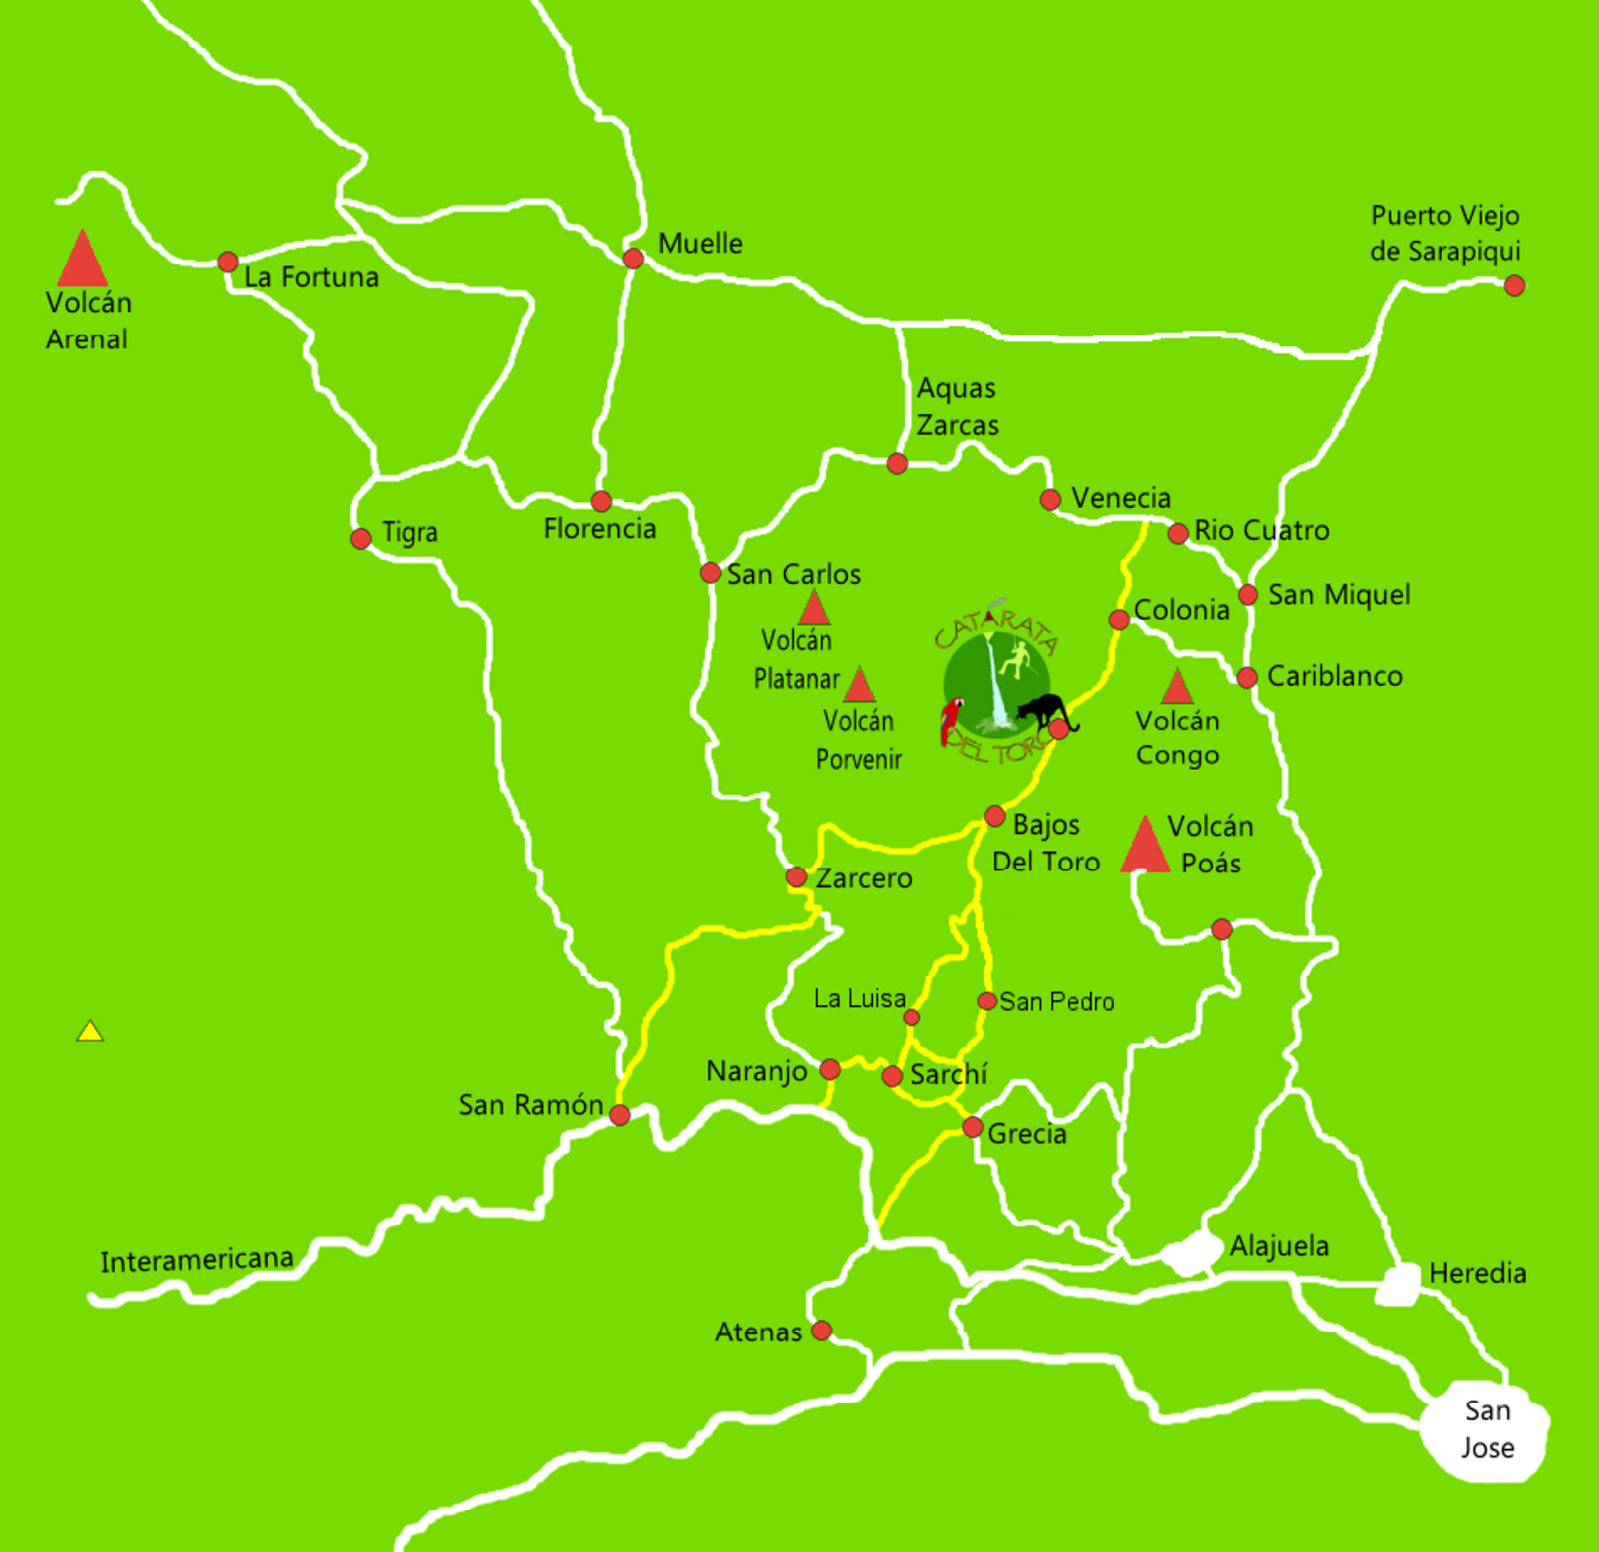 Puerto Viejo
de Sarapiqui
Muelle
La Fortuna
Volcán
Arenal
Aquas
Zarcas
Venecia
Tigra
Florencia
Rio Cuatro
San Carlos
San Miquel
Colonia
CATARATA
DEL TORO
Volcán
Platanar
Cariblanco
Volcán
Porvenir
Volcán
Congo
Bajos
Del Toro
Volcán
Poás
Zarcero
La Luisa
San Pedro
Naranjo
Sarchí
San Ramón
Grecia
Interamericana
Alajuela
Heredia
Atenas
San
Jose